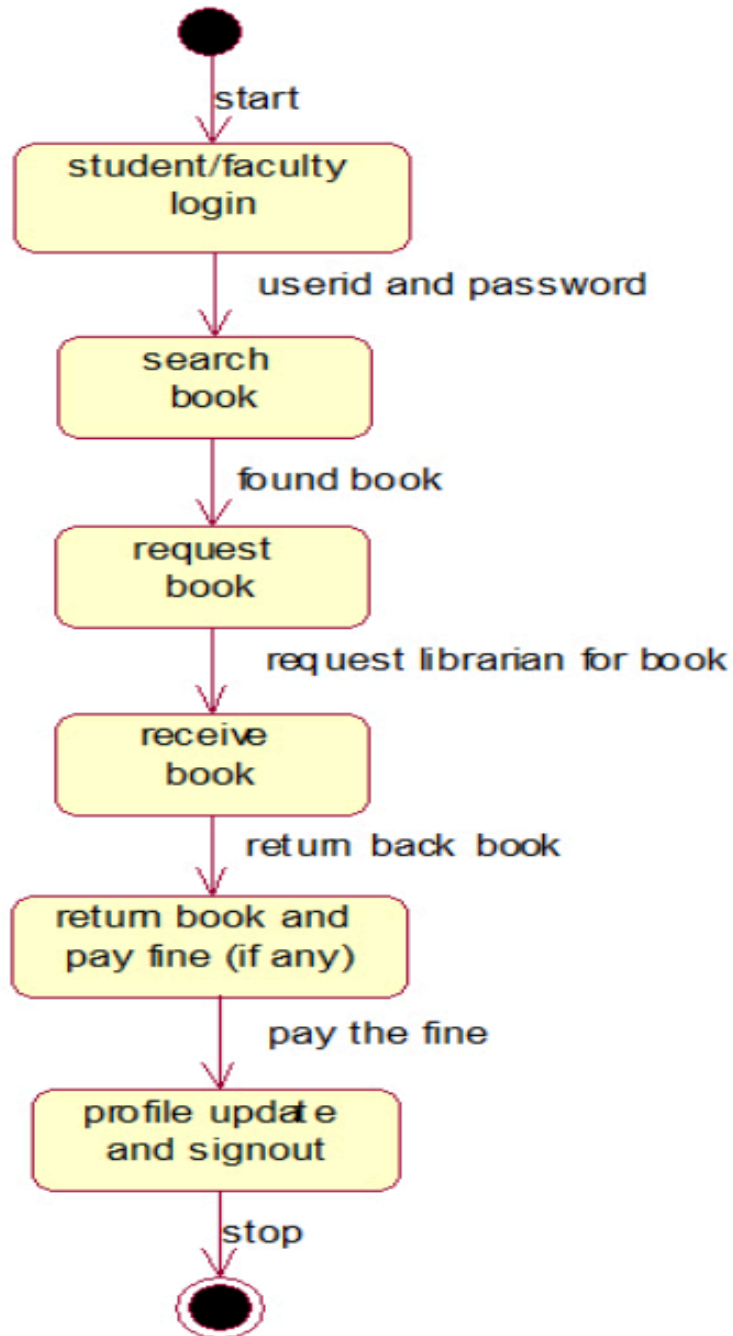 start
student/faculty
login
userid and password
search
book
found book
request
book
request librarian for book
receive
book
return back book
return book and
pay fine (if any)
pay the fine
profile update
and signout
stop